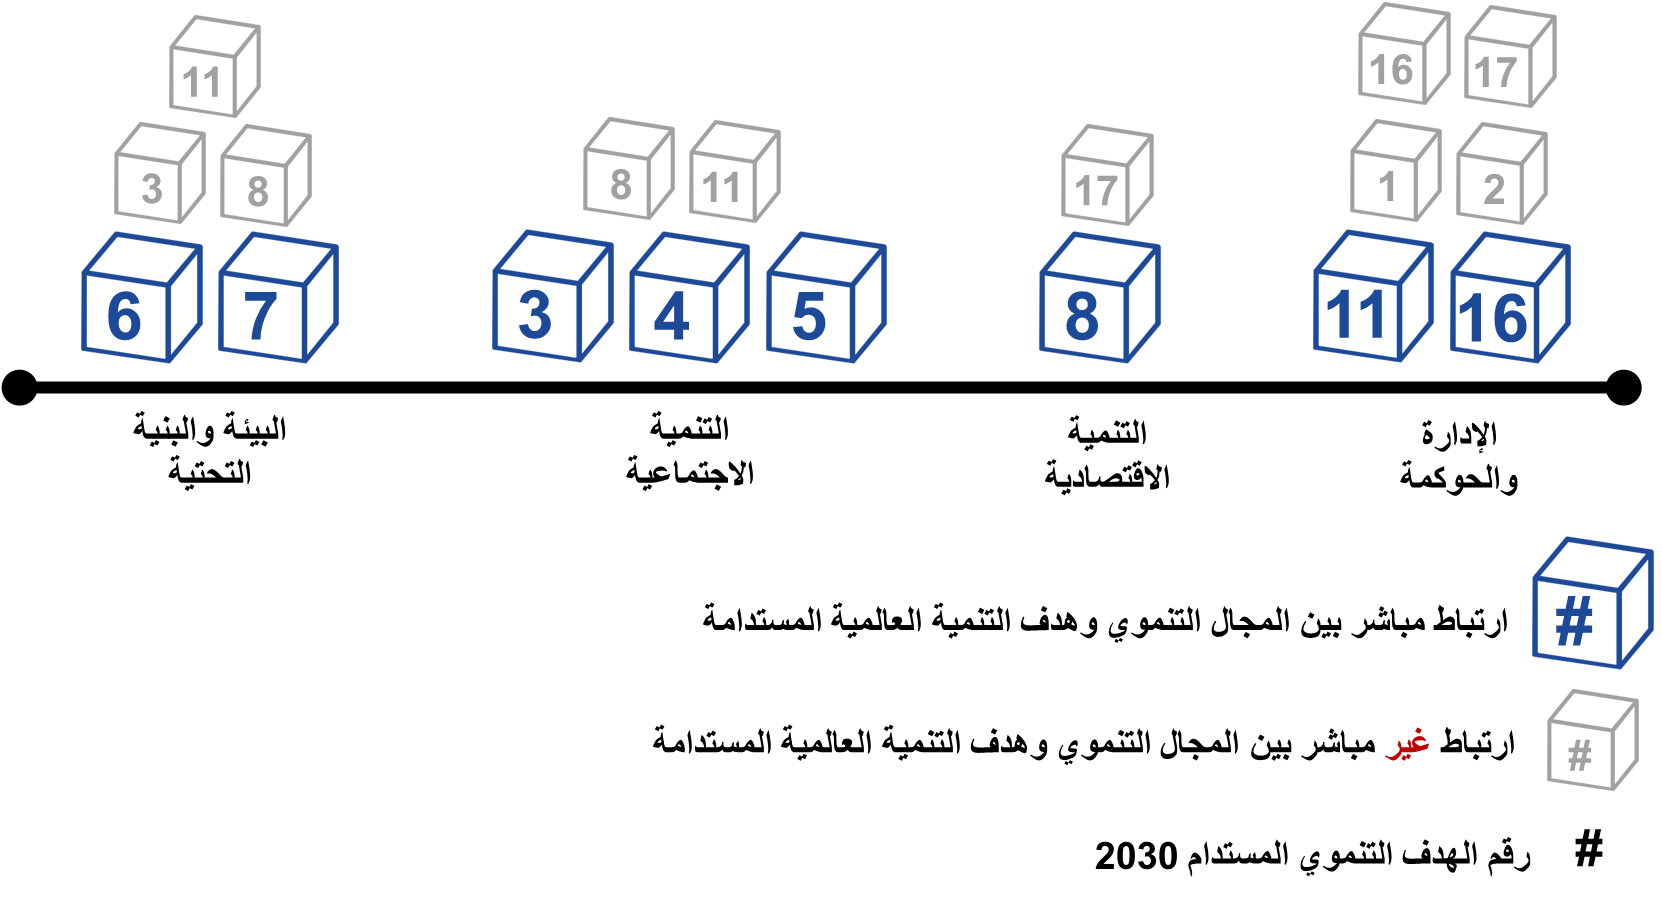 11
16 17
3 8
8 11
17
1 2
6 7
3 4 5
8
11 16
البيئة والبنية
التحتية
التنمية
الاجتماعية
التنمية
الاقتصادية
الإدارة
والحوكمة
# ارتباط مباشر بين المجال التنموي وهدف التنمية العالمية المستدامة
# ارتباط غير مباشر بين المجال التنموي وهدف التنمية العالمية المستدامة
# رقم الهدف التنموي المستدام 2030